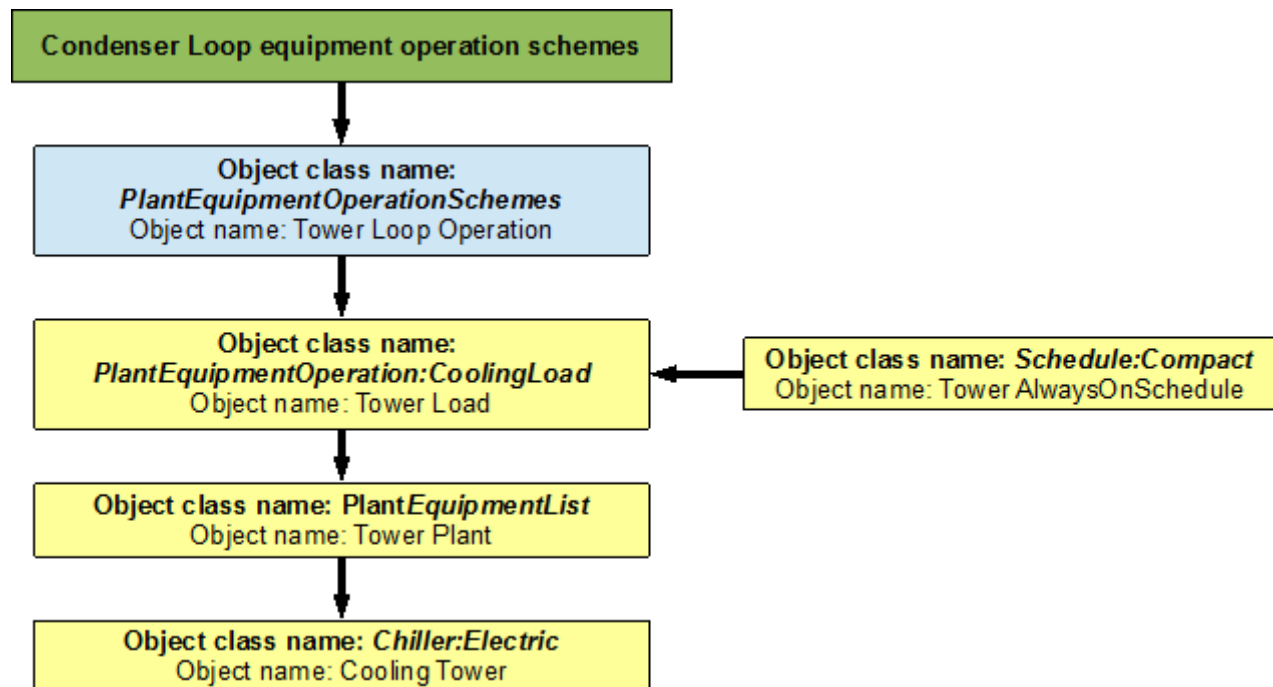 Condenser Loop equipment operation schemes
Object class name:
PlantEquipmentOperationSchemes
Object name: Tower Loop Operation
Object class name:
PlantEquipmentOperation:CoolingLoad
Object name: Tower Load
Object class name: Schedule:Compact
Object name: Tower AlwaysOnSchedule
Object class name: PlantEquipmentList
Object name: Tower Plant
Object class name: Chiller:Electric
Object name: Cooling Tower